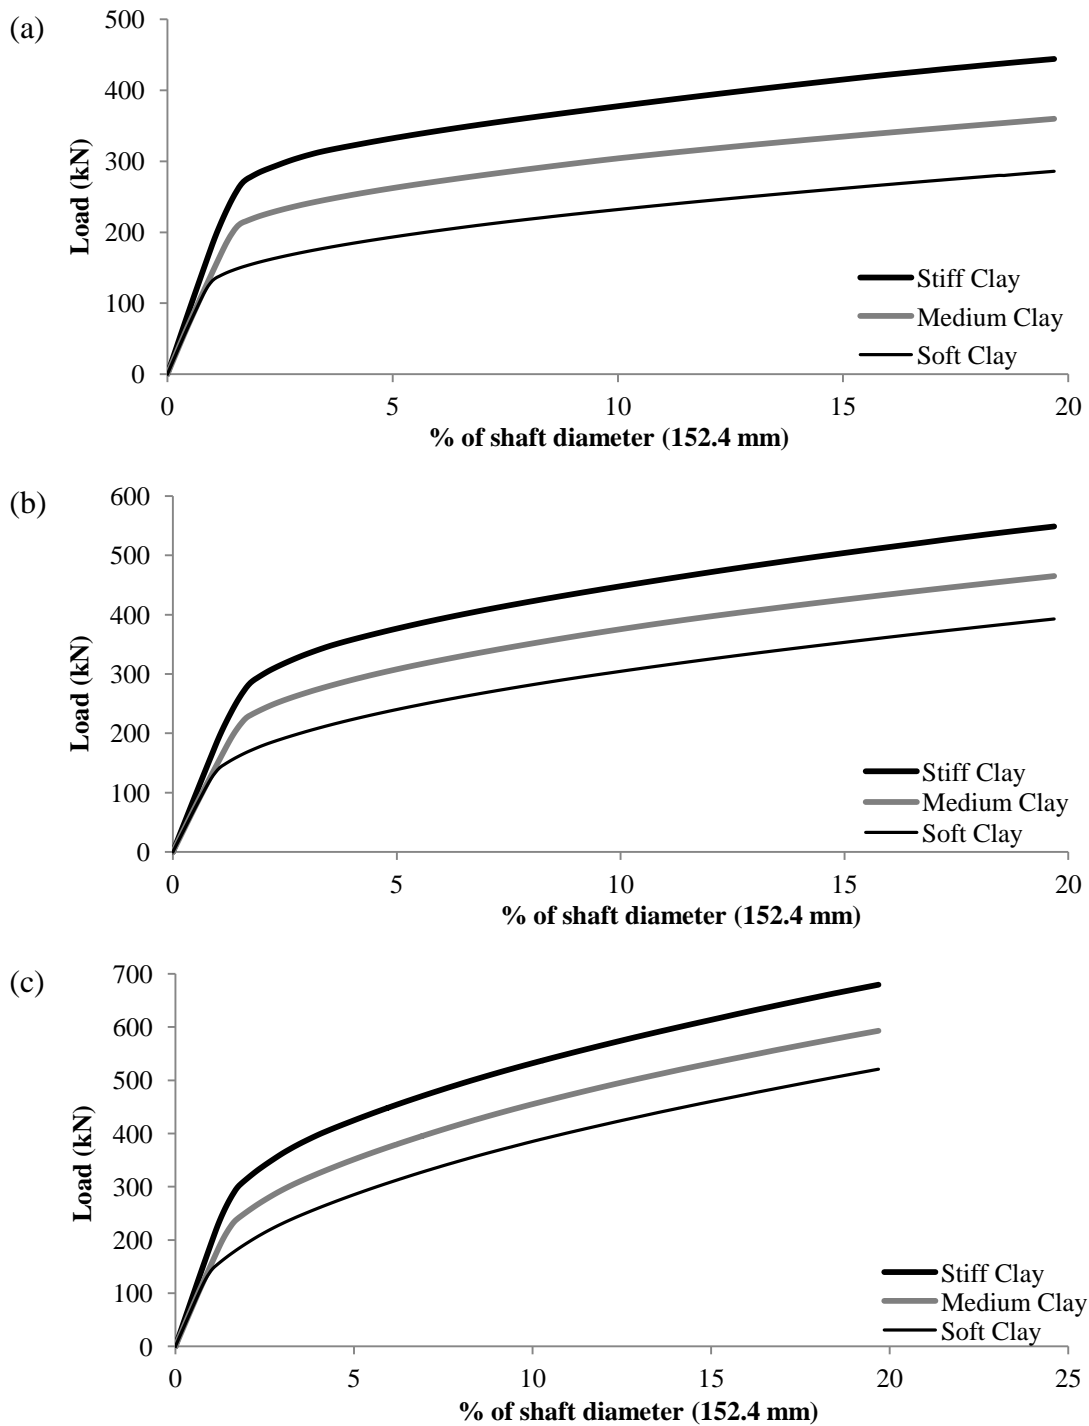 (a)
500
400
300
200
100
0
Load (kN)
Stiff Clay
Medium Clay
Soft Clay
0 5 10 15 20
% of shaft diameter (152.4 mm)
(b)
600
500
400
300
200
100
0
Load (kN)
Stiff Clay
Medium Clay
Soft Clay
0 5 10 15 20
% of shaft diameter (152.4 mm)
(c)
700
600
500
400
300
200
100
0
Load (kN)
Stiff Clay
Medium Clay
Soft Clay
0 5 10 15 20 25
% of shaft diameter (152.4 mm)